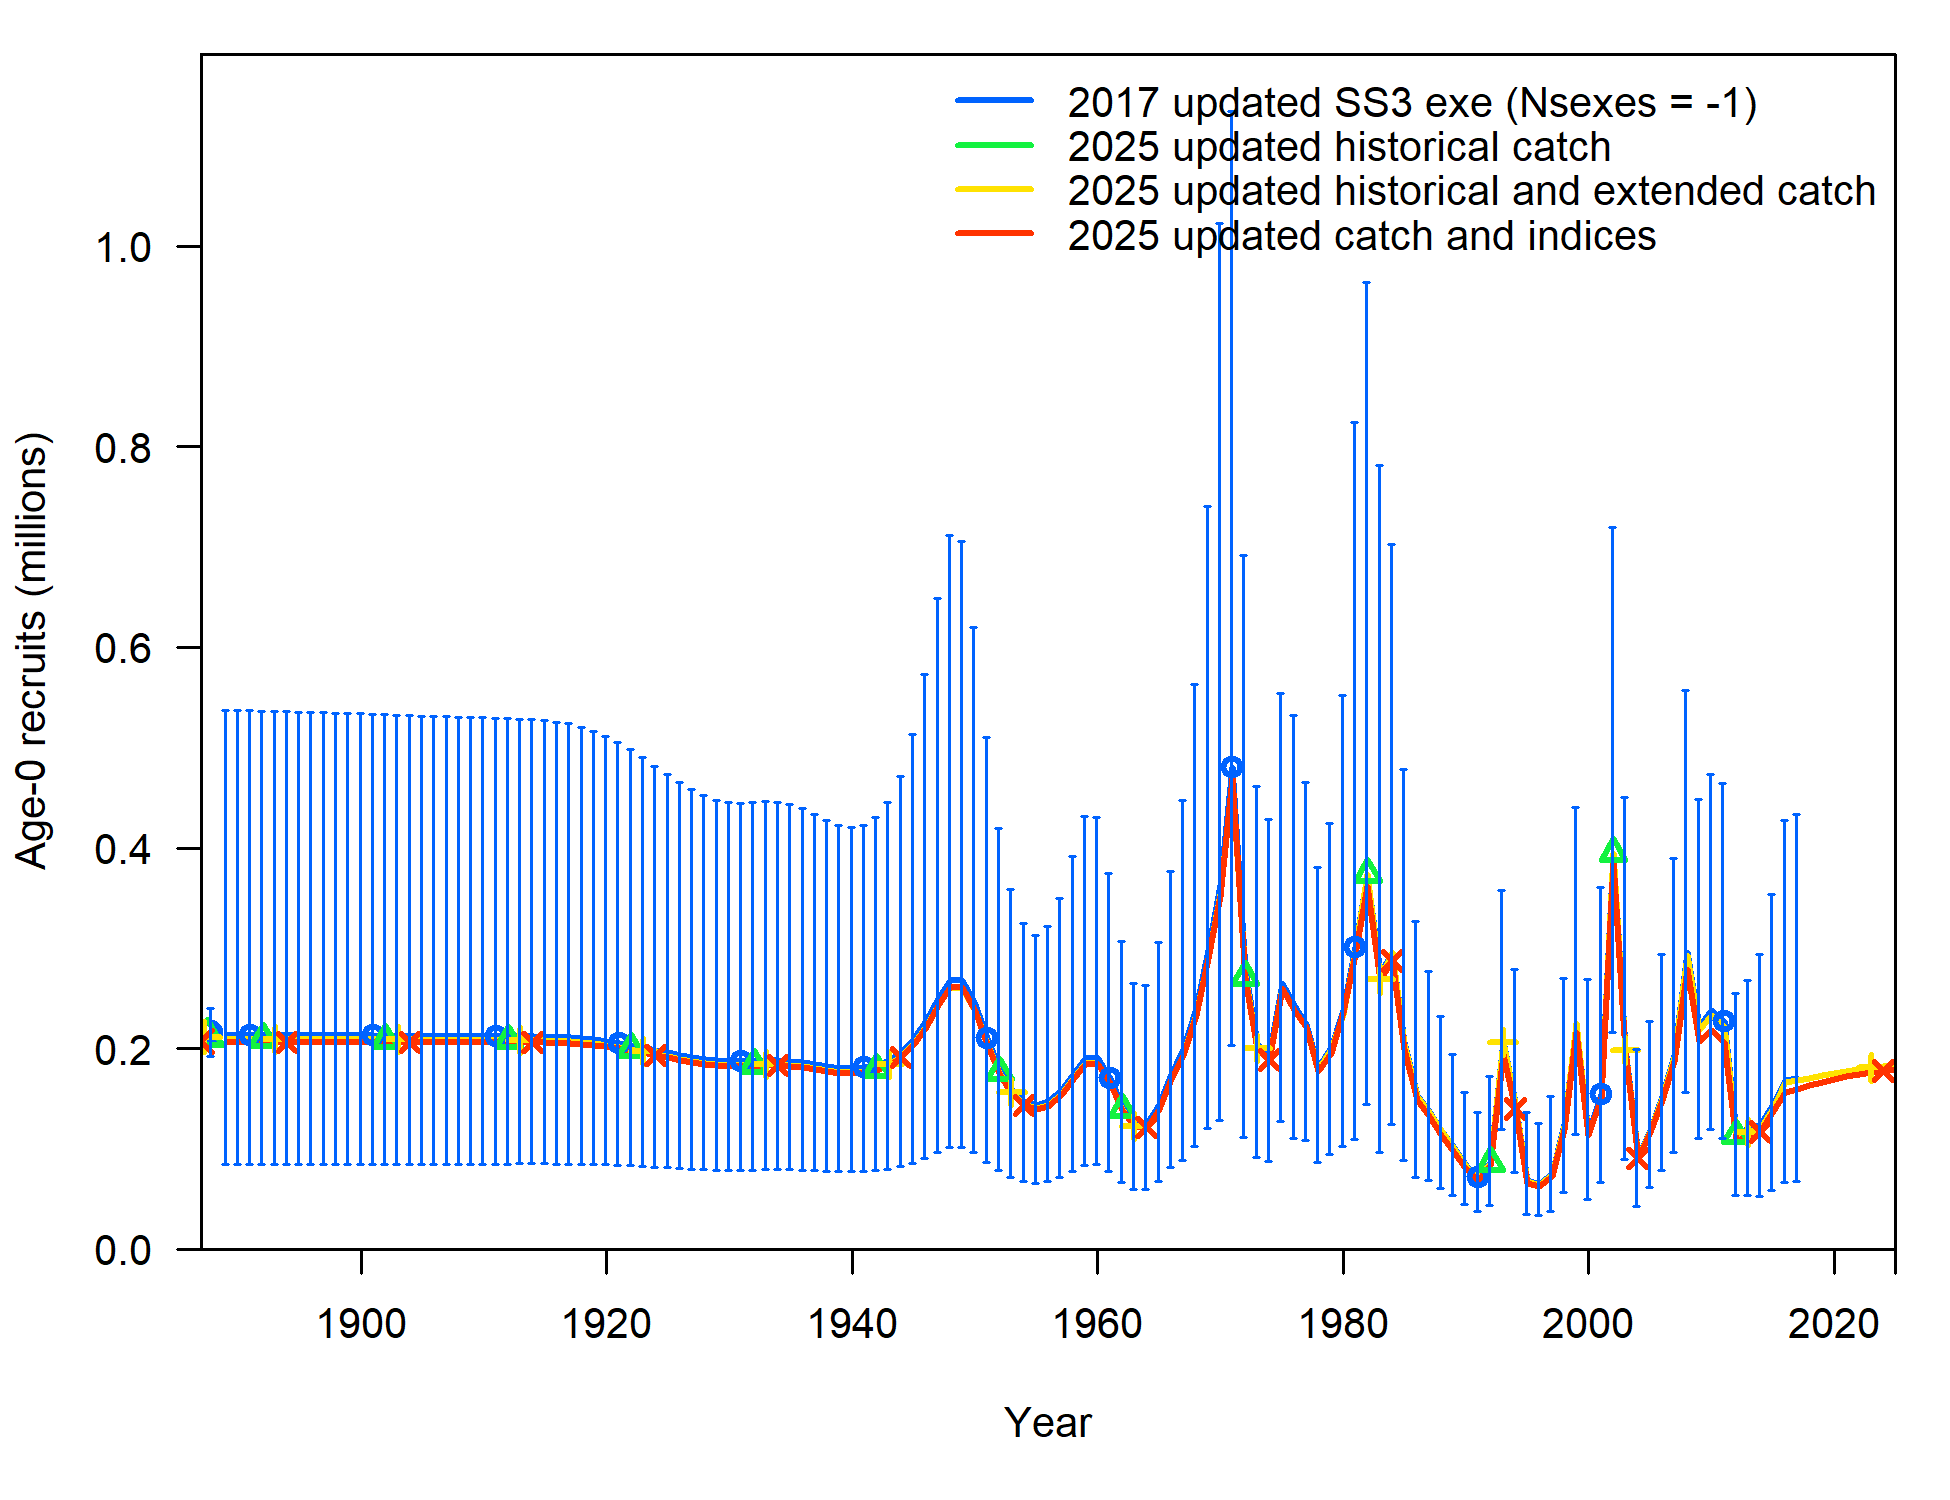 2017 updated SS3 exe (Nsexes = -1)
2025 updated historical catch
2025 updated historical and extended catch
2025 updated catch and indices
1.0
0.8
0.6
0.4
0.2
0.0
Age-0 recruits (millions)
1900 1920 1940 1960 1980 2000 2020
Year